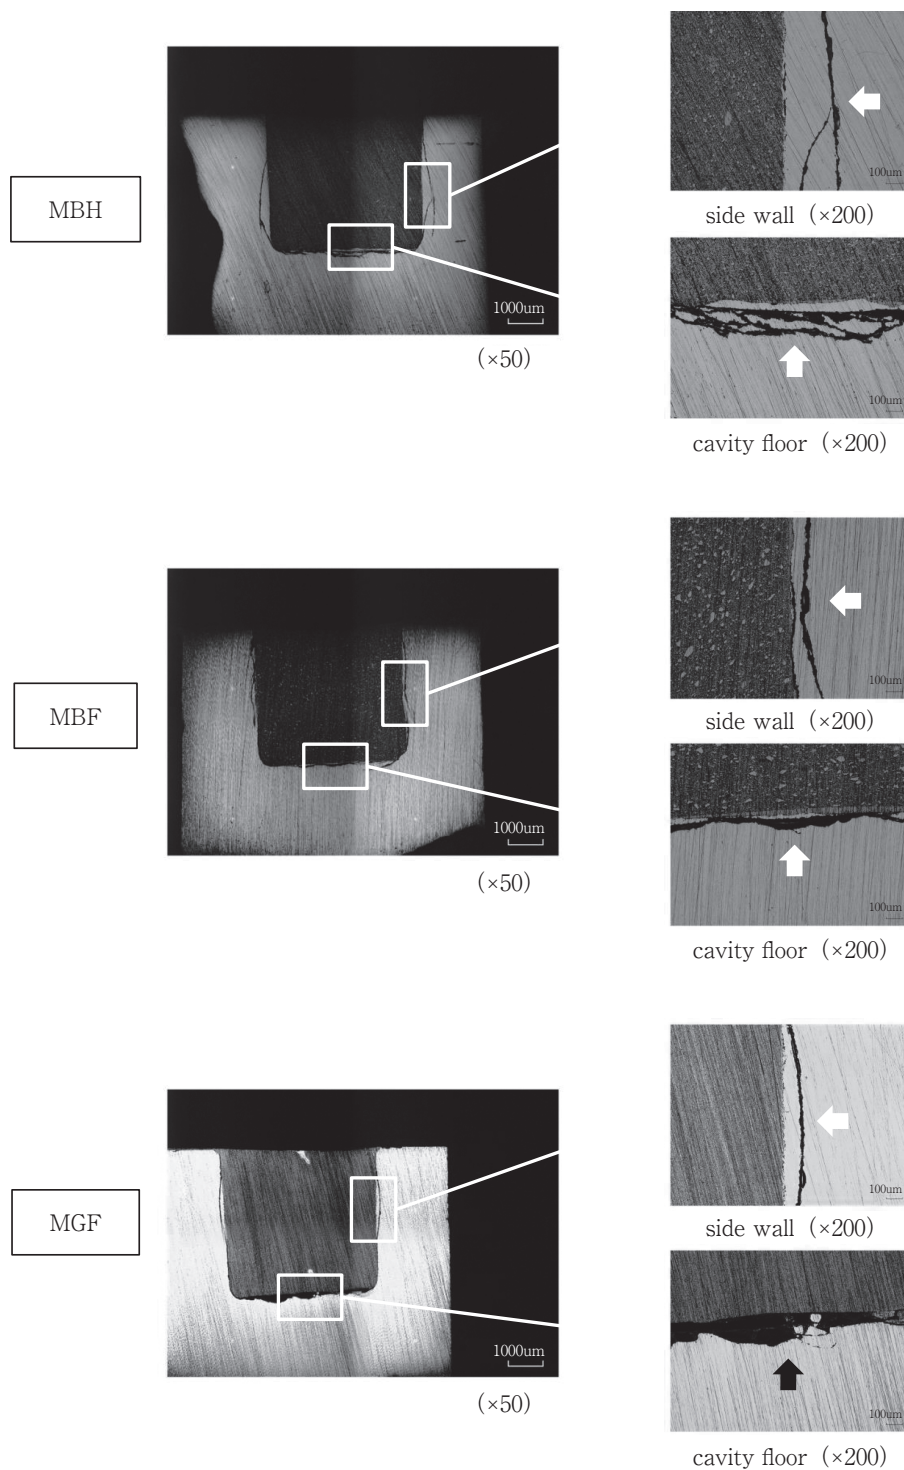 MBH
1000um
(×50)
100um
side wall (×200)
100um
cavity floor (×200)
MBF
1000um
(×50)
100um
side wall (×200)
100um
cavity floor (×200)
MGF
1000um
(×50)
100um
side wall (×200)
100um
cavity floor (×200)